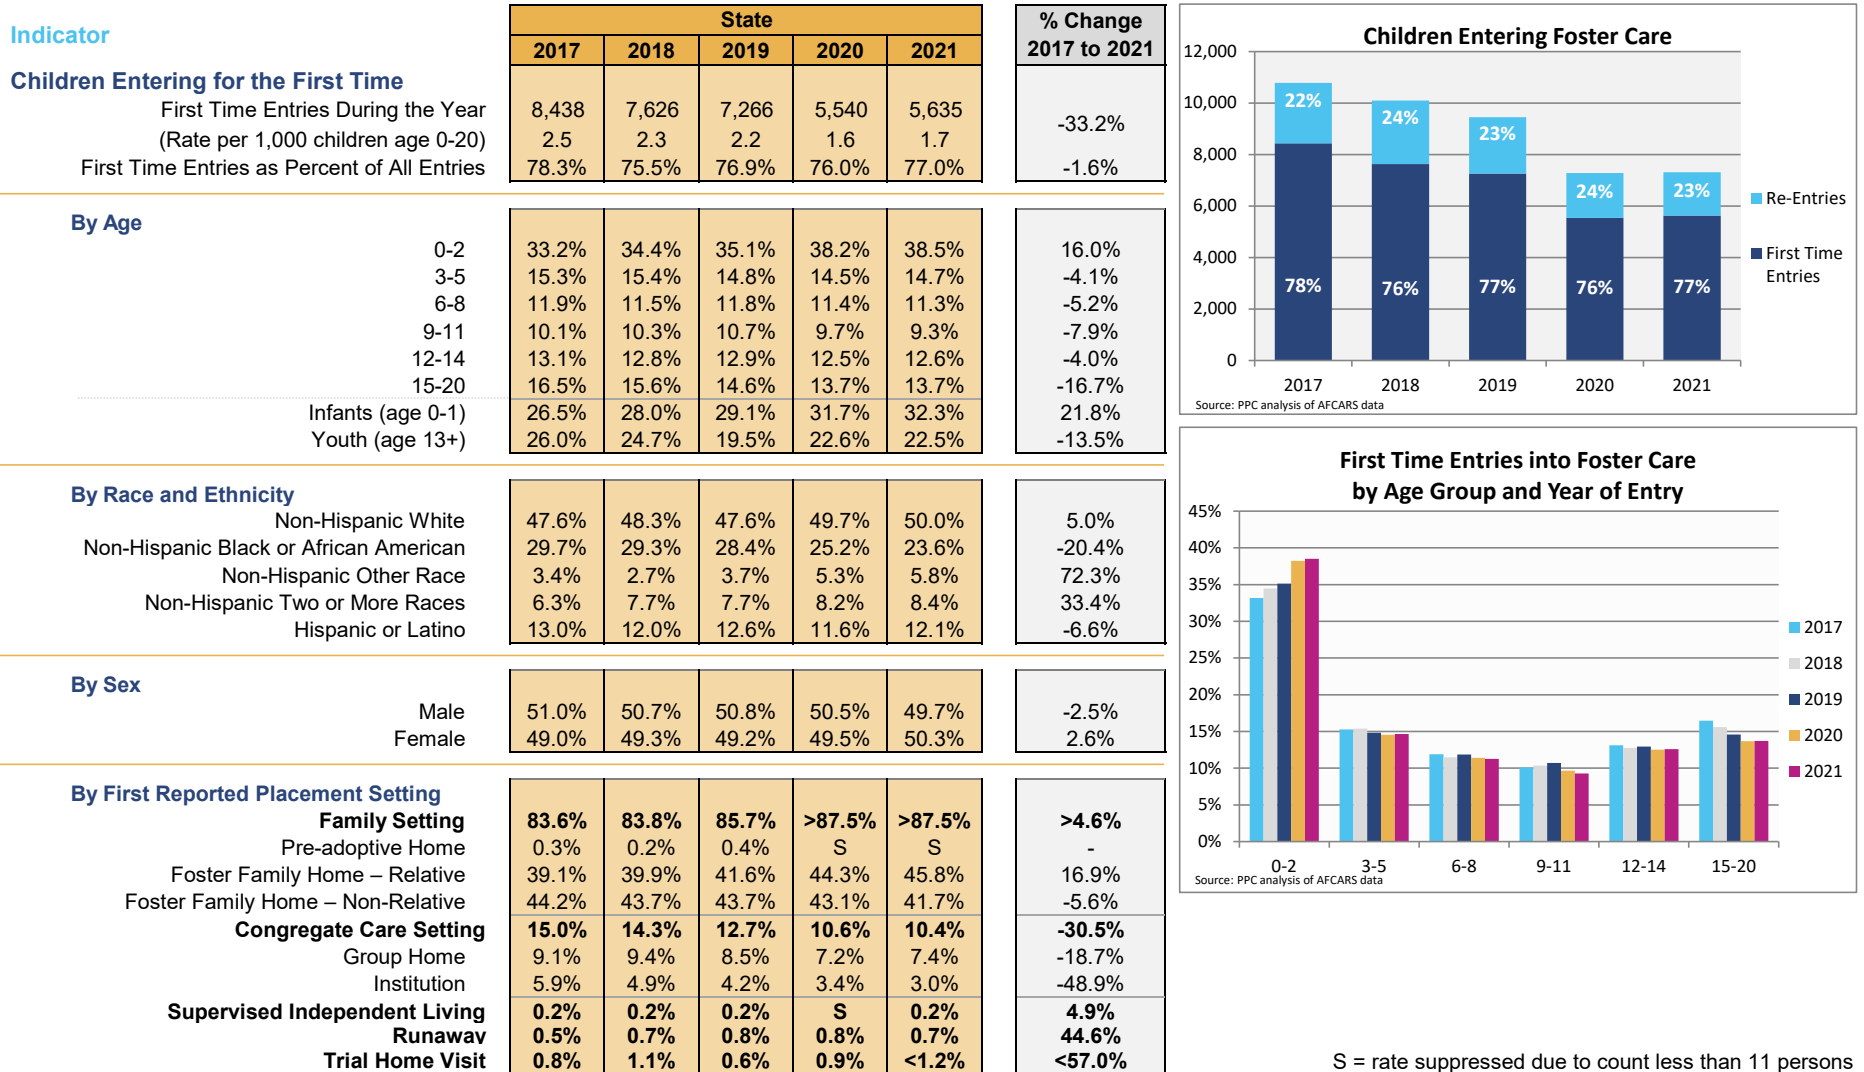 Indicator
State
% Change
2017 to 2021
2017 2018 2019 2020 2021
Children Entering for the First Time
First Time Entries During the Year 8,438 7,626 7,266 5,540 5,635
-33.2%
(Rate per 1,000 children age 0-20) 2.5 2.3 2.2 1.6 1.7
First Time Entries as Percent of All Entries 78.3% 75.5% 76.9% 76.0% 77.0% -1.6%
By Age
0-2 33.2% 34.4% 35.1% 38.2% 38.5% 16.0%
3-5 15.3% 15.4% 14.8% 14.5% 14.7% -4.1%
6-8 11.9% 11.5% 11.8% 11.4% 11.3% -5.2%
9-11 10.1% 10.3% 10.7% 9.7% 9.3% -7.9%
12-14 13.1% 12.8% 12.9% 12.5% 12.6% -4.0%
15-20 16.5% 15.6% 14.6% 13.7% 13.7% -16.7%
Infants (age 0-1) 26.5% 28.0% 29.1% 31.7% 32.3% 21.8%
Youth (age 13+) 26.0% 24.7% 19.5% 22.6% 22.5% -13.5%
By Race and Ethnicity
Non-Hispanic White 47.6% 48.3% 47.6% 49.7% 50.0% 5.0%
Non-Hispanic Black or African American 29.7% 29.3% 28.4% 25.2% 23.6% -20.4%
Non-Hispanic Other Race 3.4% 2.7% 3.7% 5.3% 5.8% 72.3%
Non-Hispanic Two or More Races 6.3% 7.7% 7.7% 8.2% 8.4% 33.4%
Hispanic or Latino 13.0% 12.0% 12.6% 11.6% 12.1% -6.6%
By Sex
Male 51.0% 50.7% 50.8% 50.5% 49.7% -2.5%
Female 49.0% 49.3% 49.2% 49.5% 50.3% 2.6%
By First Reported Placement Setting
Family Setting 83.6% 83.8% 85.7% >87.5% >87.5% >4.6%
Pre-adoptive Home 0.3% 0.2% 0.4% S S -
Foster Family Home – Relative 39.1% 39.9% 41.6% 44.3% 45.8% 16.9%
Foster Family Home – Non-Relative 44.2% 43.7% 43.7% 43.1% 41.7% -5.6%
Congregate Care Setting 15.0% 14.3% 12.7% 10.6% 10.4% -30.5%
Group Home 9.1% 9.4% 8.5% 7.2% 7.4% -18.7%
Institution 5.9% 4.9% 4.2% 3.4% 3.0% -48.9%
Supervised Independent Living 0.2% 0.2% 0.2% S 0.2% 4.9%
Runaway 0.5% 0.7% 0.8% 0.8% 0.7% 44.6%
Trial Home Visit 0.8% 1.1% 0.6% 0.9% <1.2% <57.0%
Children Entering Foster Care
12,000
10,000
8,000
6,000
4,000
2,000
0
22% 24% 23% 24% 23%
78% 76% 77% 76% 77%
2017 2018 2019 2020 2021
Re-Entries
First Time
Entries
Source: PPC analysis of AFCARS data
First Time Entries into Foster Care
by Age Group and Year of Entry
45%
40%
35%
30%
25%
20%
15%
10%
5%
0%
0-2 3-5 6-8 9-11 12-14 15-20
2017
2018
2019
2020
2021
Source: PPC analysis of AFCARS data
S = rate suppressed due to count less than 11 persons